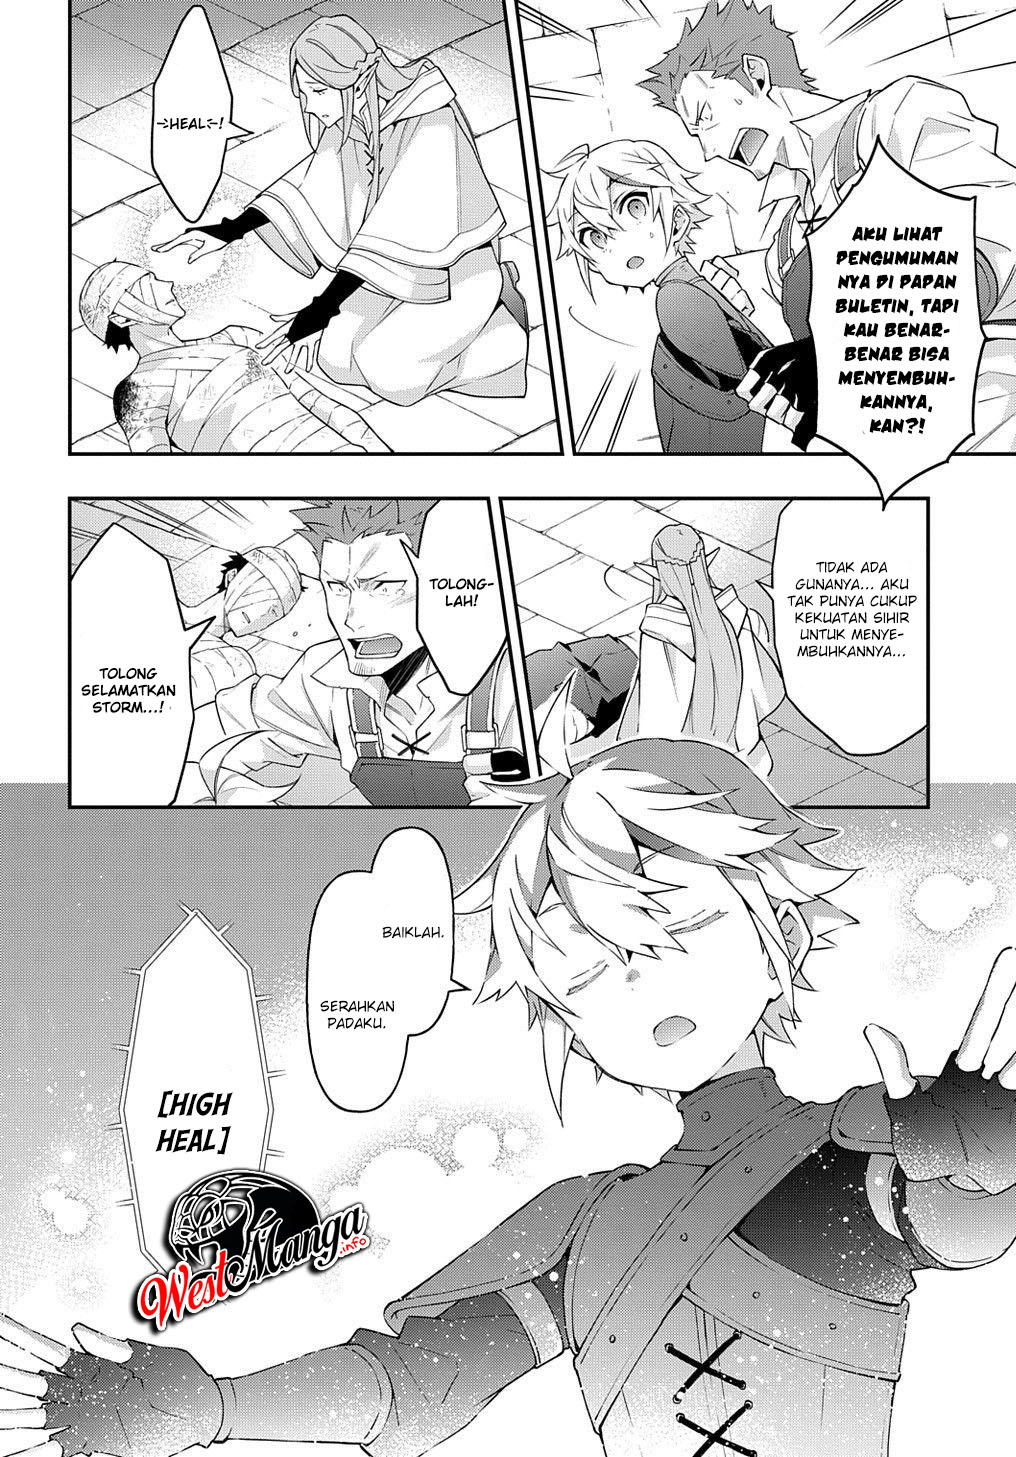 AKU LIHAT
PENGUMUMAN
NYA DI PAPAN
BULETIN, TAPI
KAU BENAR-
BENAR BISA
MENYEMBUH-
KANNYA,
KAN?!
HEAL!
TIDAK ADA
GUNANYA... AKU
TAK PUNYA CUKUP
KEKUATAN SIHIR
UNTUK MENYE-
MBUHKANNYA...
TOLONG-
LAH!
TOLONG
SELAMATKAN
STORM...!
BAIKLAH.
SERAHKAN
PADAKU.
[HIGH
HEAL]
WestManga
.info